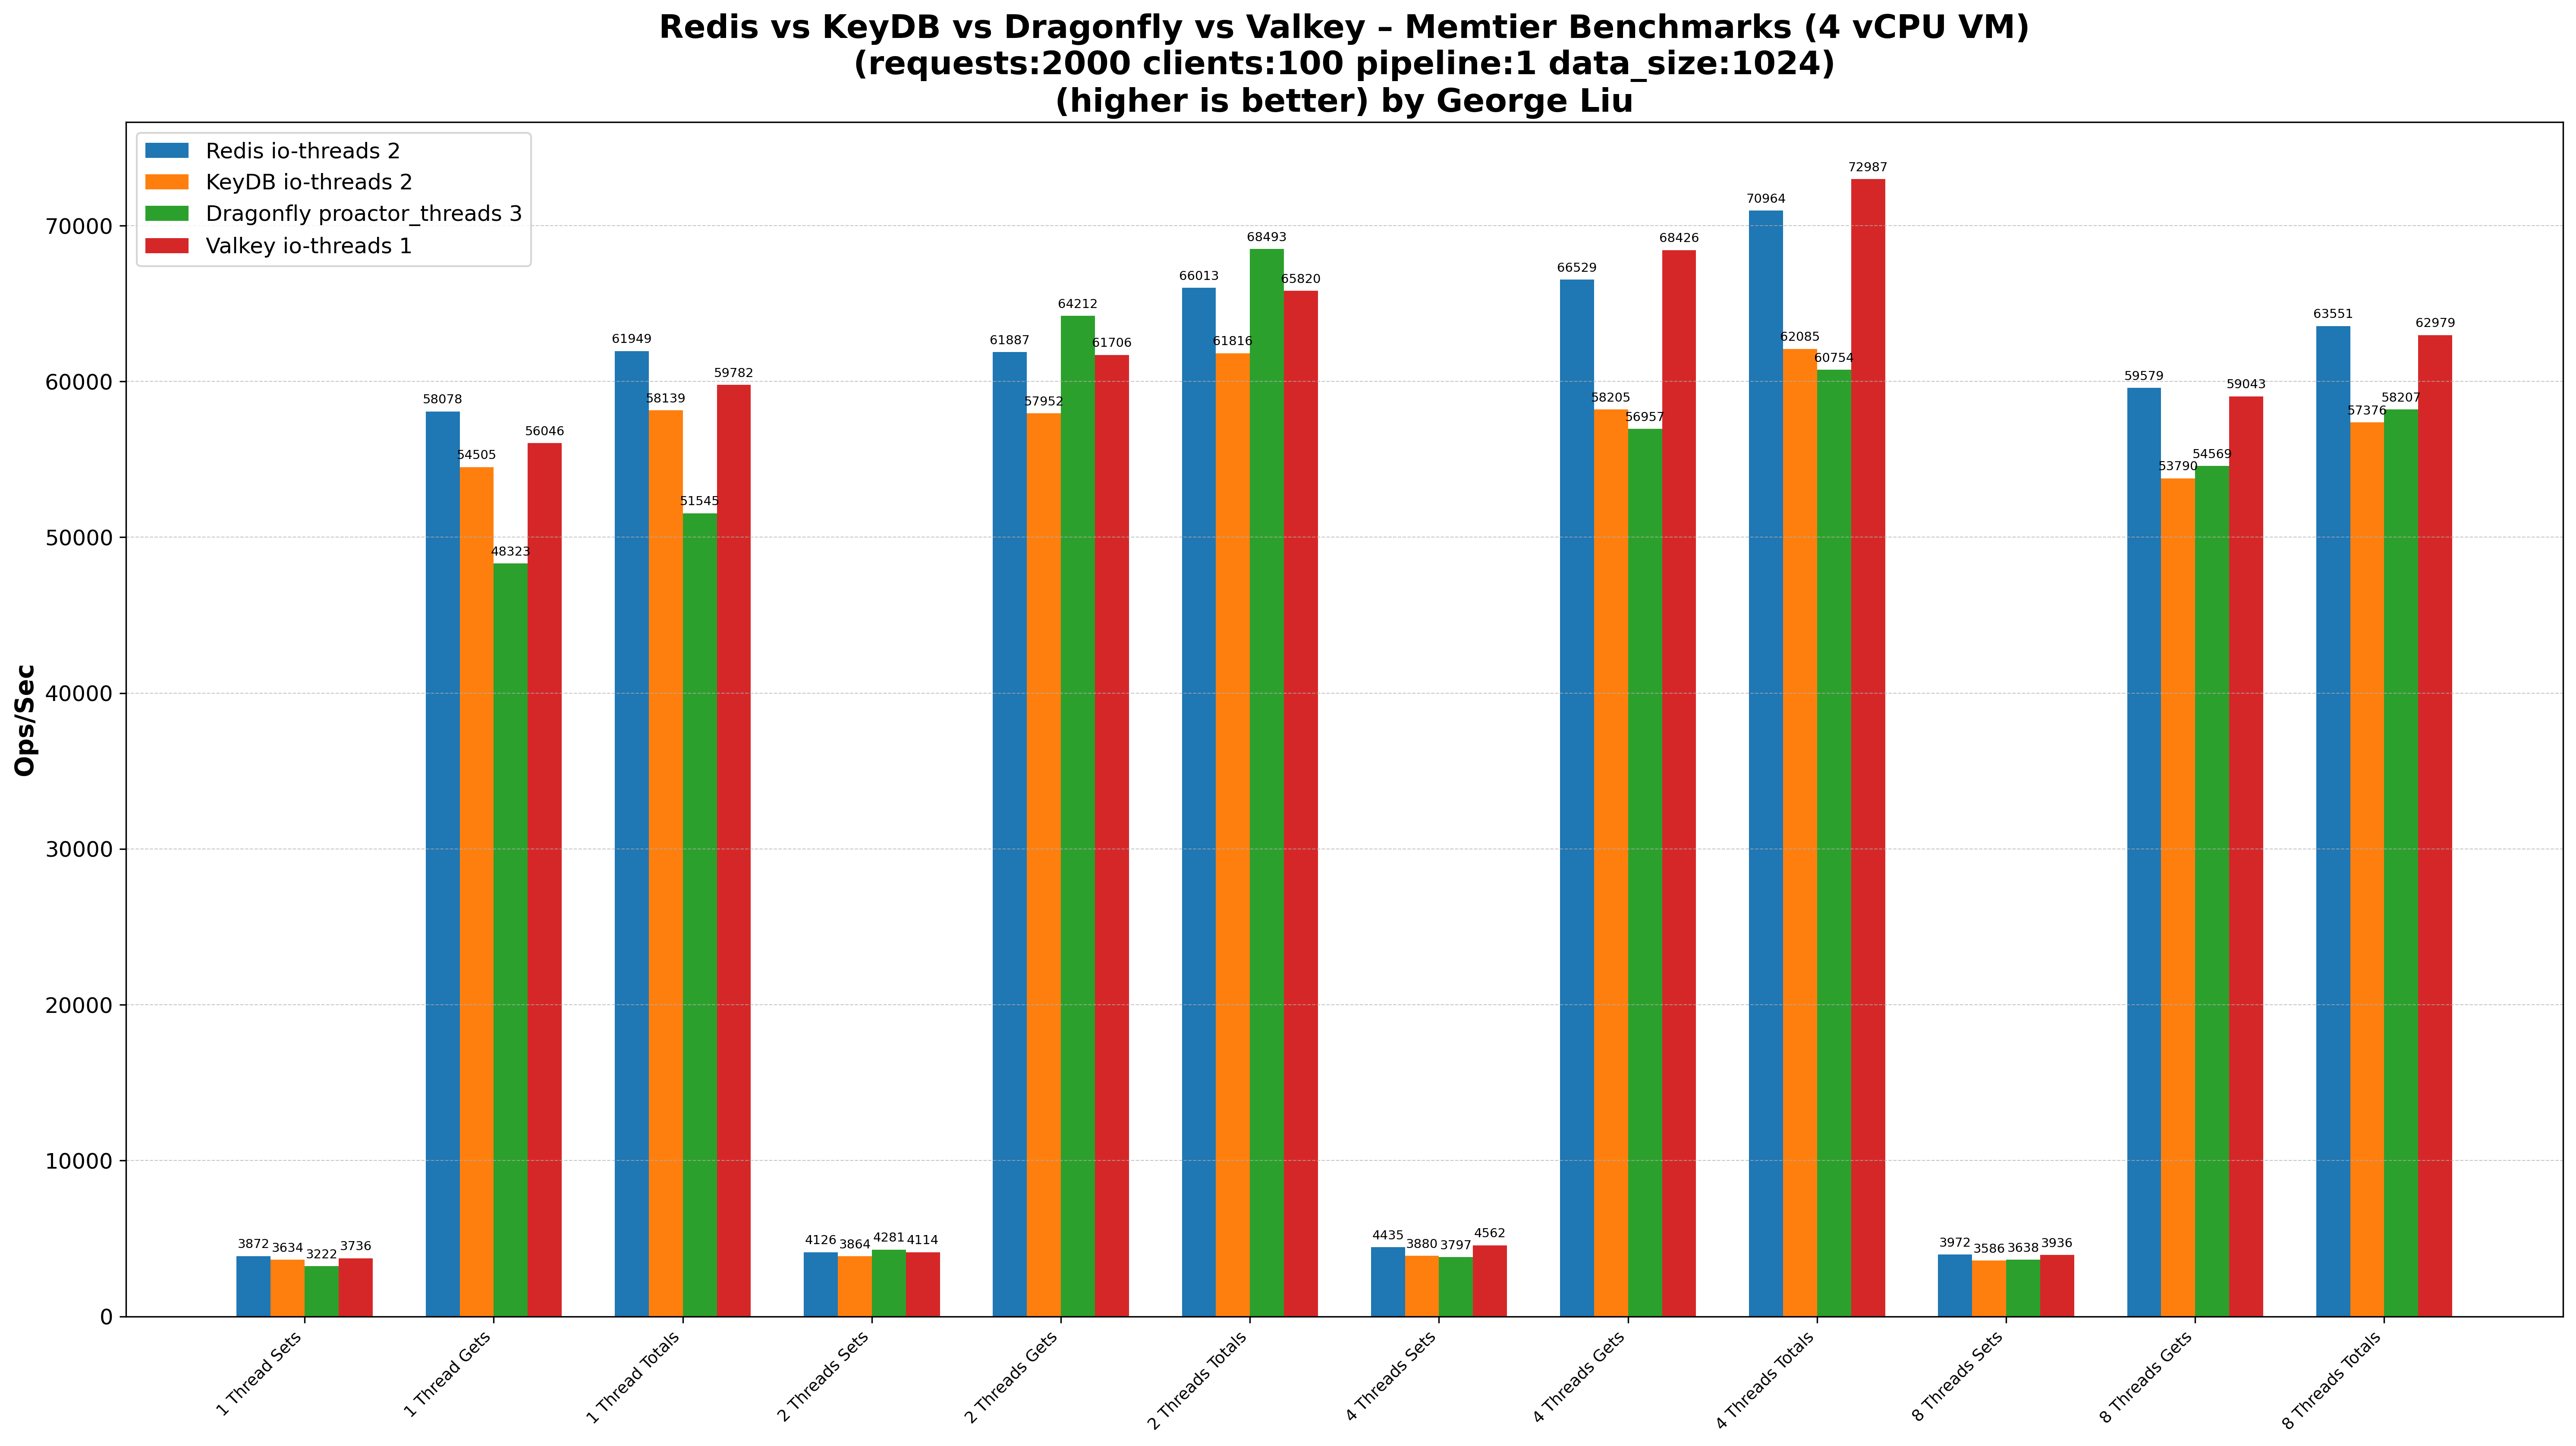 Redis vs KeyDB vs Dragonfly vs Valkey – Memtier Benchmarks (4 vCPU VM)
(requests:2000 clients:100 pipeline:1 data_size:1024)
(higher is better) by George Liu
Redis io-threads 2
KeyDB io-threads 2
Dragonfly proactor_threads 3
Valkey io-threads 1
Ops/Sec
70000
60000
50000
40000
30000
20000
10000
0
3872 3634 3222 3736
58078 54505 48323 56046
61949 58139 51545 59782
4126 3864 4281 4114
61887 57952 64212 61706
66013 61816 68493 65820
4435 3880 3797 4562
66529 58205 56957 68426
70964 62085 60754 72987
3972 3586 3638 3936
59579 53790 54569 59043
63551 57376 58207 62979
1 Thread Sets
1 Thread Gets
1 Thread Totals
2 Threads Sets
2 Threads Gets
2 Threads Totals
4 Threads Sets
4 Threads Gets
4 Threads Totals
8 Threads Sets
8 Threads Gets
8 Threads Totals